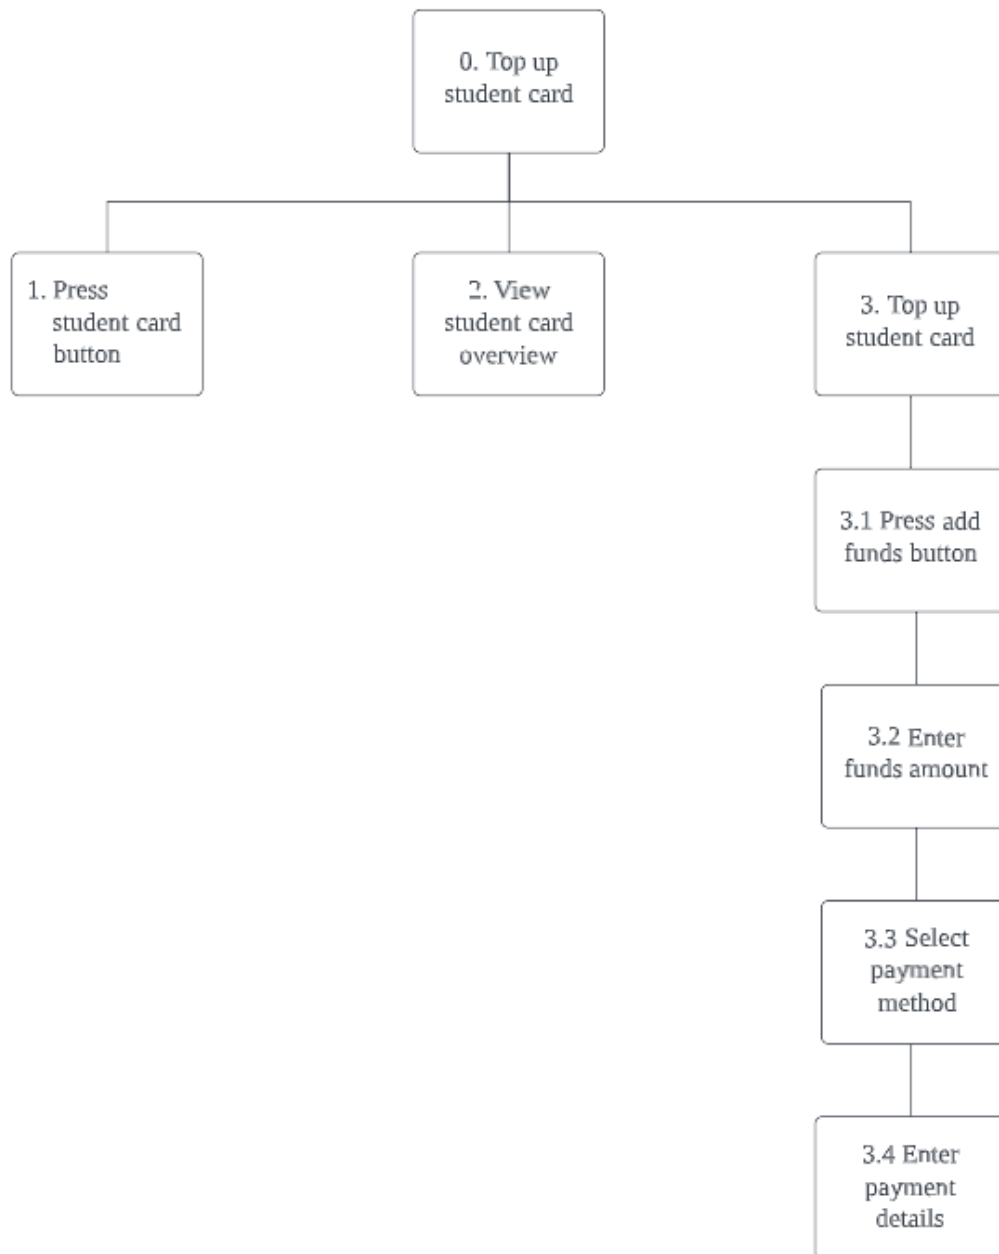 0. Top up
student card
1. Press
student card
button
2. View
student card
overview
3. Top up
student card
3.1 Press add
funds button
3.2 Enter
funds amount
3.3 Select
payment
method
3.4 Enter
payment
details